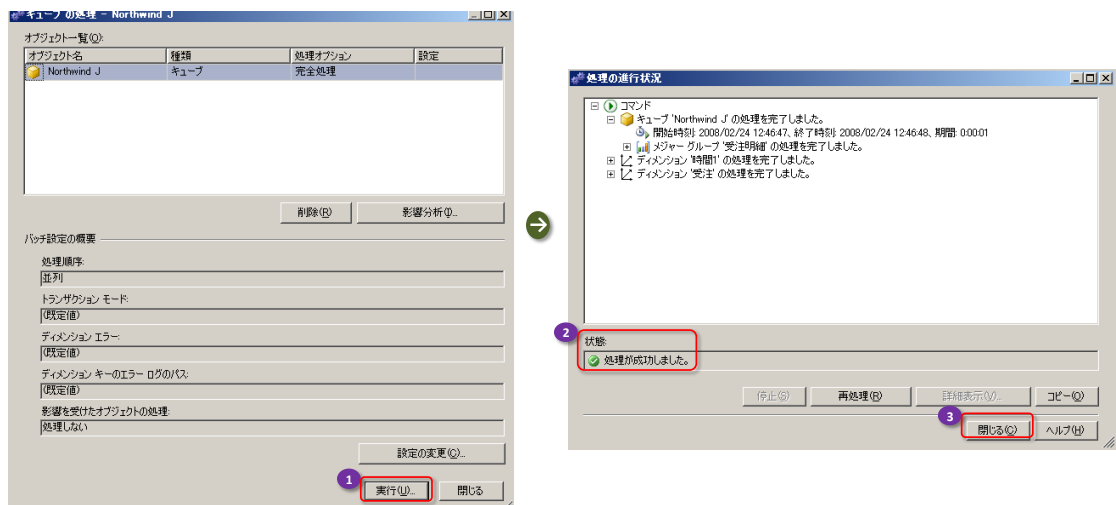 キューブの処理 - Northwind J
オブジェクト一覧(O):
オブジェクト名 種類 処理オプション 設定
Northwind J キューブ 完全処理
削除(R) 影響分析(I)...
バッチ設定の概要
処理順序:
並列
トランザクション モード:
(既定値)
ディメンション エラー:
(既定値)
ディメンション キーのエラー ログのパス:
(既定値)
影響を受けたオブジェクトの処理:
処理しない
設定の変更(C)...
1
実行(U)... 閉じる
処理の進行状況
コマンド
キューブ 'Northwind J' の処理を完了しました。
開始時刻: 2008/02/24 12:46:47、終了時刻: 2008/02/24 12:46:48、期間: 0:00:01
メジャー グループ '受注明細' の処理を完了しました。
ディメンション '時間1' の処理を完了しました。
ディメンション '受注' の処理を完了しました。
2
状態:
処理が成功しました。
停止(S) 再処理(R) 詳細表示(V)... コピー(O)
3
閉じる(C) ヘルプ(H)